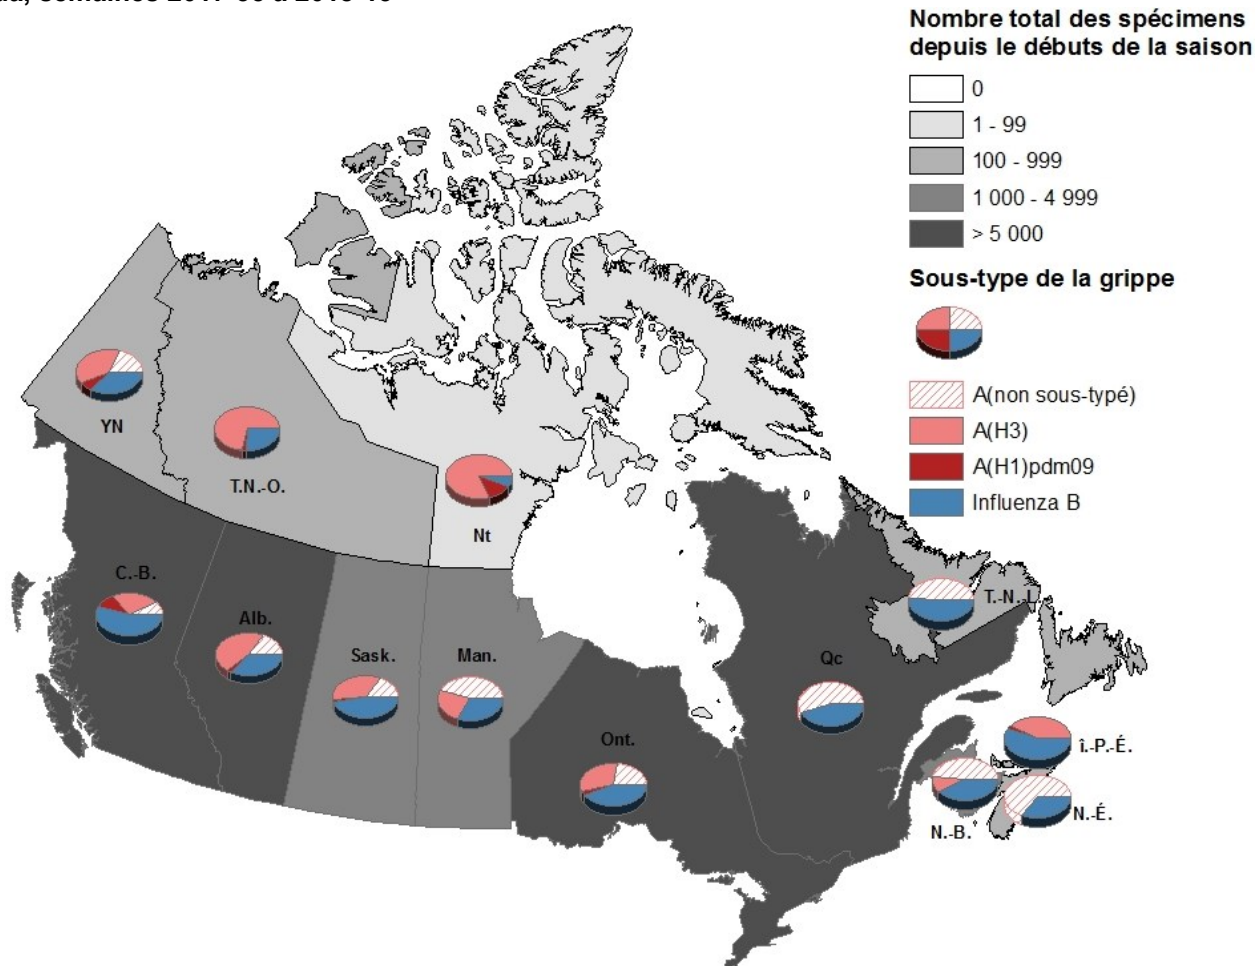 Nombre total des spécimens
depuis le débuts de la saison
0
1 - 99
100 - 999
1 000 - 4 999
> 5 000
Sous-type de la grippe
A(non sous-typé)
A(H3)
A(H1)pdm09
Influenza B
YN
T.N.-O.
Nt
C.-B.
Alb.
Sask.
Man.
Ont.
Qc
T.-N.-L.
î.-P.-É.
N.-É.
N.-B.